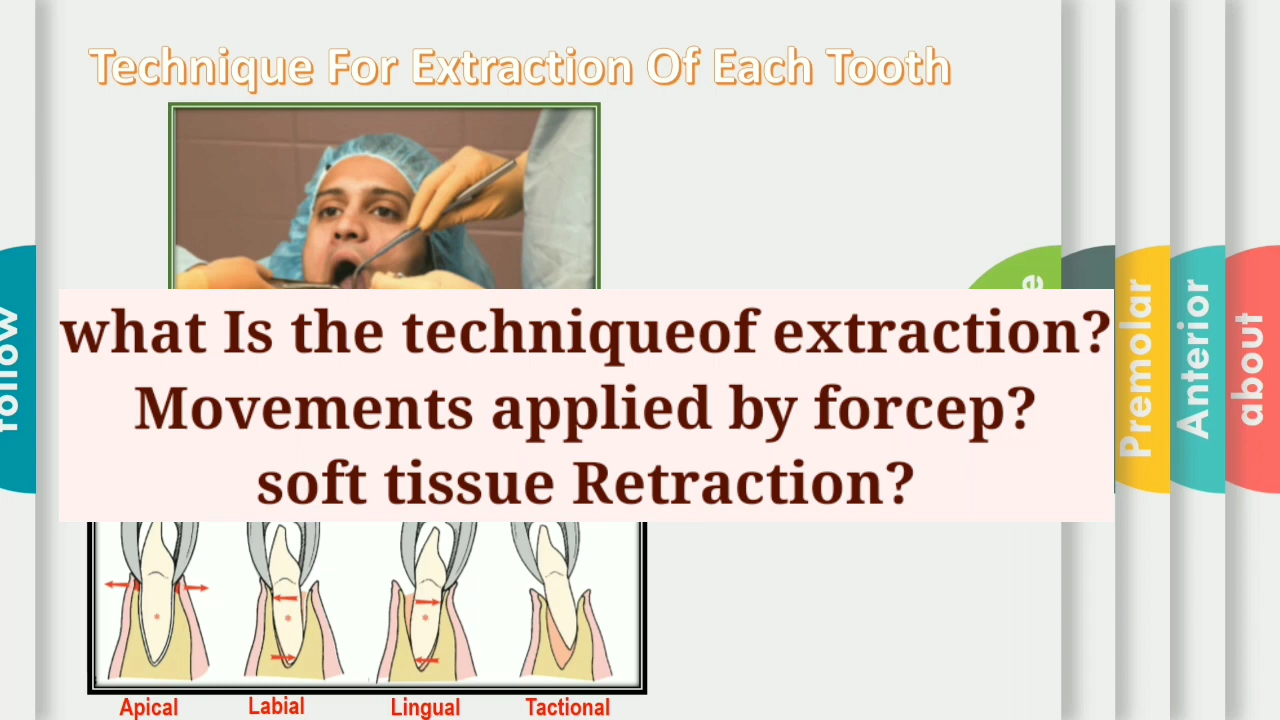 Technique For Extraction Of Each Tooth
what Is the techniqueof extraction?
Movements applied by forcep?
soft tissue Retraction?
Apical
Labial
Lingual
Tactional
follow
Premolar
Anterior
about